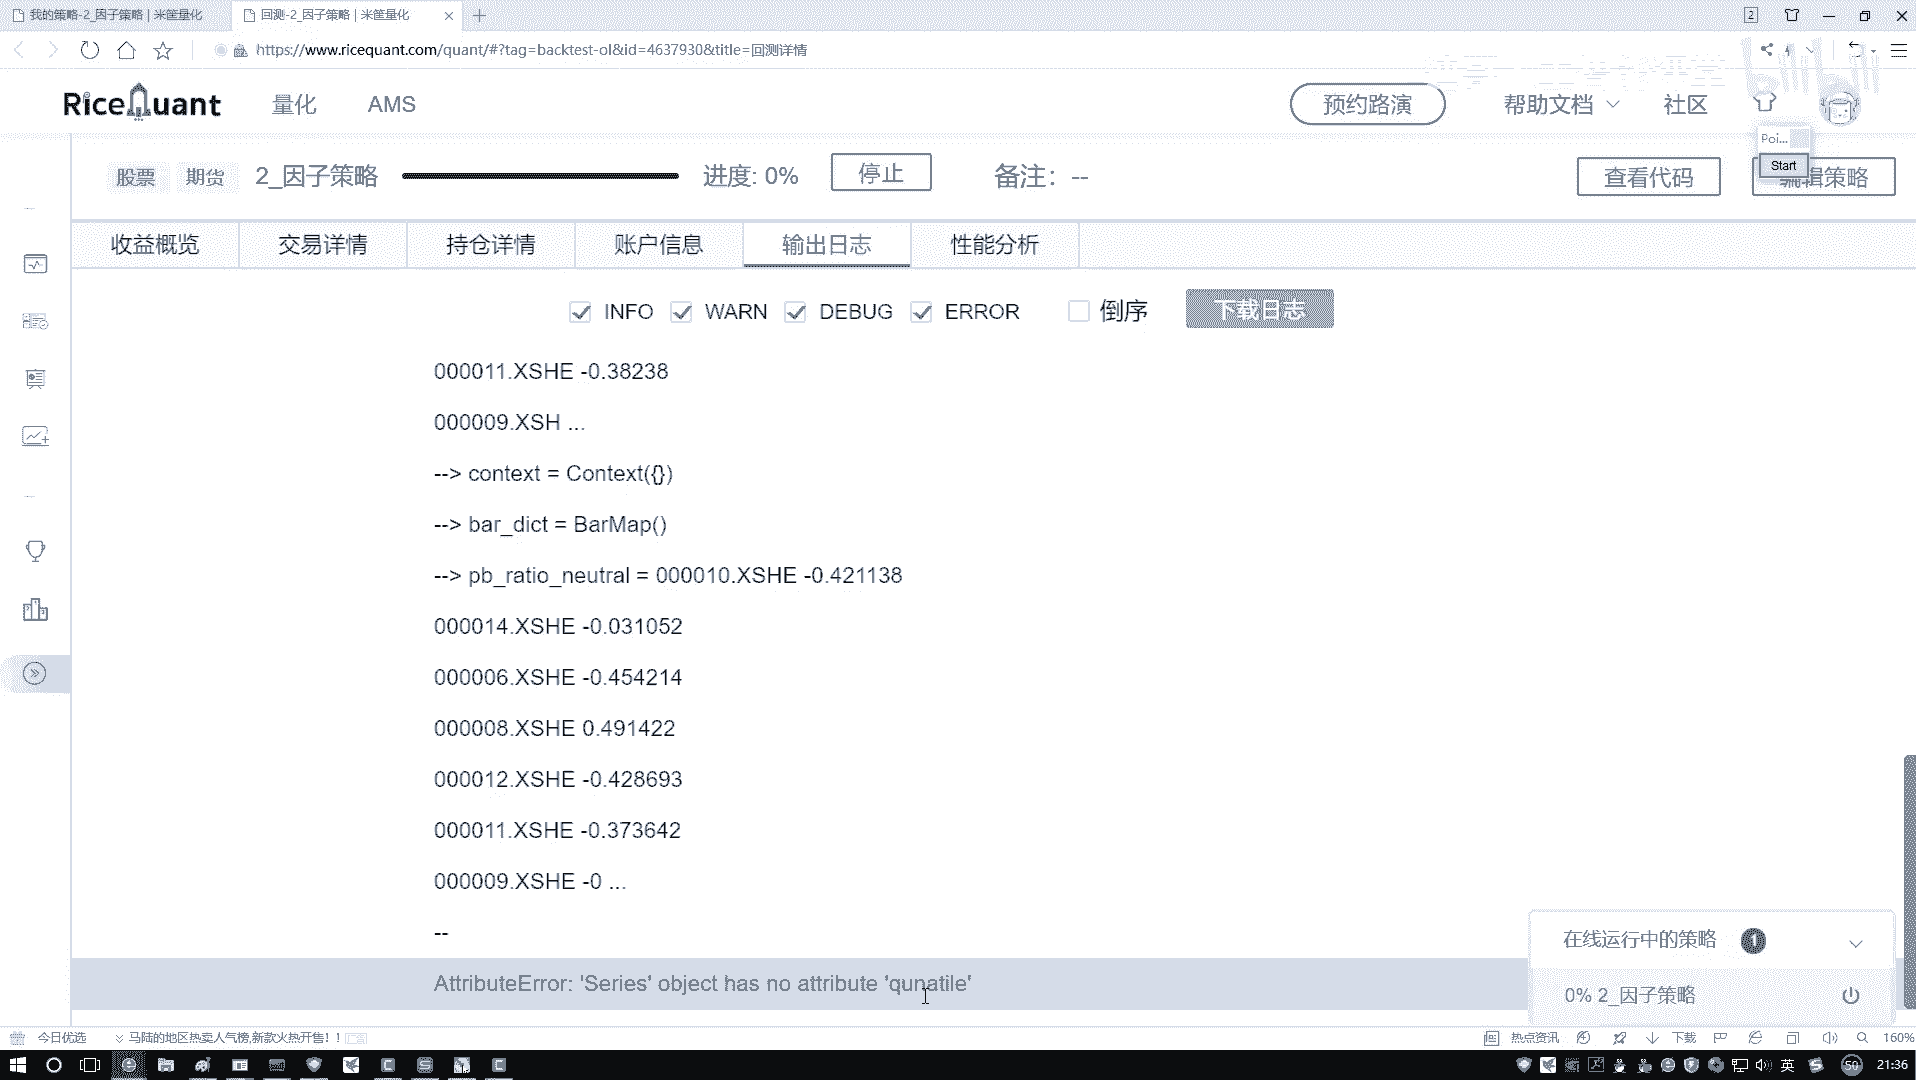 我的策略-2_因子策略 | 米筐量化
回测-2_因子策略 | 米筐量化
2
https://www.ricequant.com/quant/#?tag=backtest-ol&id=4637930&title=回测详情
RiceQuant
量化
AMS
预约路演
帮助文档
社区
Poi...
Start
股票
期货
2_因子策略
进度: 0%
停止
备注: --
查看代码
编辑策略
收益概览
交易详情
持仓详情
账户信息
输出日志
性能分析
INFO
WARN
DEBUG
ERROR
倒序
下载日志
000011.XSHE -0.38238
000009.XSH ...
--> context = Context({})
--> bar_dict = BarMap()
--> pb_ratio_neutral = 000010.XSHE -0.421138
000014.XSHE -0.031052
000006.XSHE -0.454214
000008.XSHE 0.491422
000012.XSHE -0.428693
000011.XSHE -0.373642
000009.XSHE -0 ...
--
AttributeError: 'Series' object has no attribute 'qunatile'
在线运行中的策略
1
0% 2_因子策略
今日优选
马陆的地区热卖人气榜,新款火热开售！！
热点资讯
下载
160%
英
50
21:36